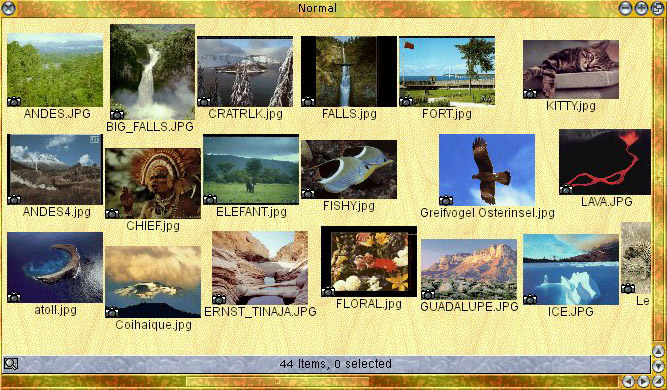 Normal
ANDES.JPG
BIG_FALLS.JPG
CRATRLK.jpg
FALLS.jpg
FORT.jpg
KITTY.jpg
ANDES4.jpg
CHIEF.jpg
ELEFANT.jpg
FISHY.jpg
Greifvogel Osterinsel.jpg
LAVA.JPG
atoll.jpg
Coihaique.jpg
ERNST_TINAJA.JPG
FLORAL.jpg
GUADALUPE.JPG
ICE.JPG
Le
44 Items, 0 selected